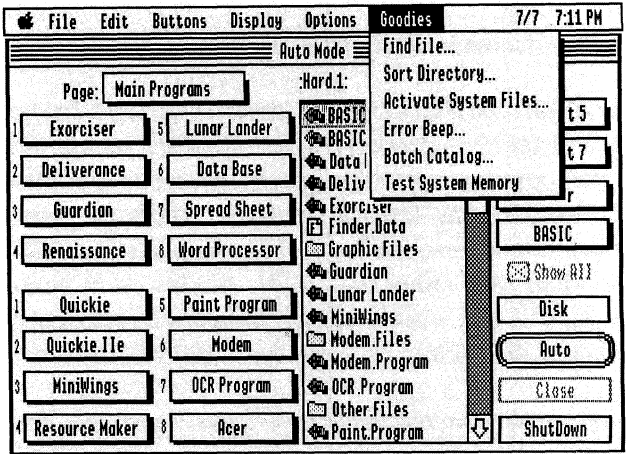 File Edit Buttons Display Options Goodies 7/7 7:11 PM
Auto Mode
Find File...
Sort Directory...
Activate System Files...
Error Beep...
Batch Catalog...
Test System Memory
Page: Main Programs
:Hard.1:
1 Exorciser
5 Lunar Lander
2 Deliverance
6 Data Base
3 Guardian
7 Spread Sheet
4 Renaissance
8 Word Processor
1 Quickie
5 Paint Program
2 Quickie.IIe
6 Modem
3 MiniWings
7 OCR Program
4 Resource Maker
8 Acer
BASIC
BASIC
Data
Deliv
Exorciser
Finder.Data
Graphic Files
Guardian
Lunar Lander
MiniWings
Modem.Files
Modem.Program
OCR.Program
Other.Files
Paint.Program
t 5
t 7
r
BASIC
Show All
Disk
Auto
Close
ShutDown